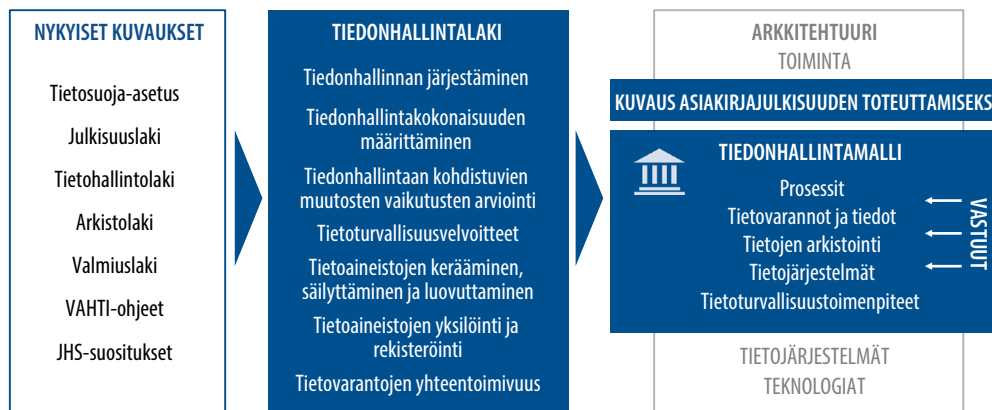 NYKYISET KUVAUKSET
Tietosuoja-asetus
Julkisuuslaki
Tietohallintolaki
Arkistolaki
Valmiuslaki
VAHTI-ohjeet
JHS-suositukset
TIEDONHALLINTALAKI
Tiedonhallinnan järjestäminen
Tiedonhallintakokonaisuuden
määrittäminen
Tiedonhallintaan kohdistuvien
muutosten vaikutusten arviointi
Tietoturvallisuusvelvoitteet
Tietoaineistojen kerääminen,
säilyttäminen ja luovuttaminen
Tietoaineistojen yksilöinti ja
rekisteröinti
Tietovarantojen yhteentoimivuus
ARKKITEHTUURI
TOIMINTA
KUVAUS ASIAKIRJAJULKISUUDEN TOTEUTTAMISEKS
TIEDONHALLINTAMALLI
Prosessit
Tietovarannot ja tiedot
Tietojen arkistointi
Tietojärjestelmät
Tietoturvallisuustoimenpiteet
VASTUUT
TIETOJÄRJESTELMÄT
TEKNOLOGIAT